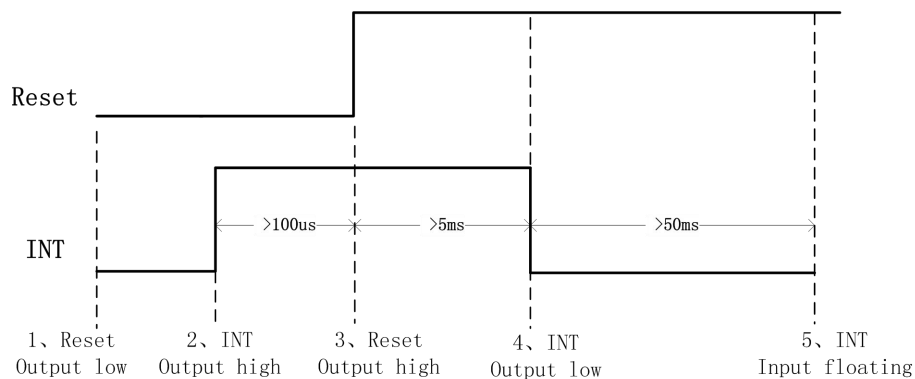 Reset
>100us
>5ms
>50ms
INT
1、Reset
Output low
2、INT
Output high
3、Reset
Output high
4、INT
Output low
5、INT
Input floating